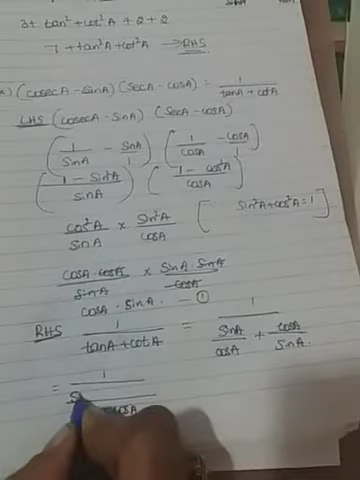 3+ tan²A + cot²A + 2 + 2
7 + tan²A + cot²A → RHS
(cosecA - sinA) (secA - cosA) = 1/(tanA + cotA)
LHS (cosecA - sinA) (secA - cosA)
(1/SinA - SinA/1) (1/cosA - cosA/1)
(1 - Sin²A/SinA) (1 - cos²A/cosA)
cos²A/sinA × Sin²A/cosA [Sin²A + cos²A = 1]
cosA · cosA/SinA × SinA · SinA/cosA
cosA · SinA. - ①
RHS 1/(tanA + cotA) = 1/(SinA/cosA + cosA/SinA.)
= 1/S
cosA